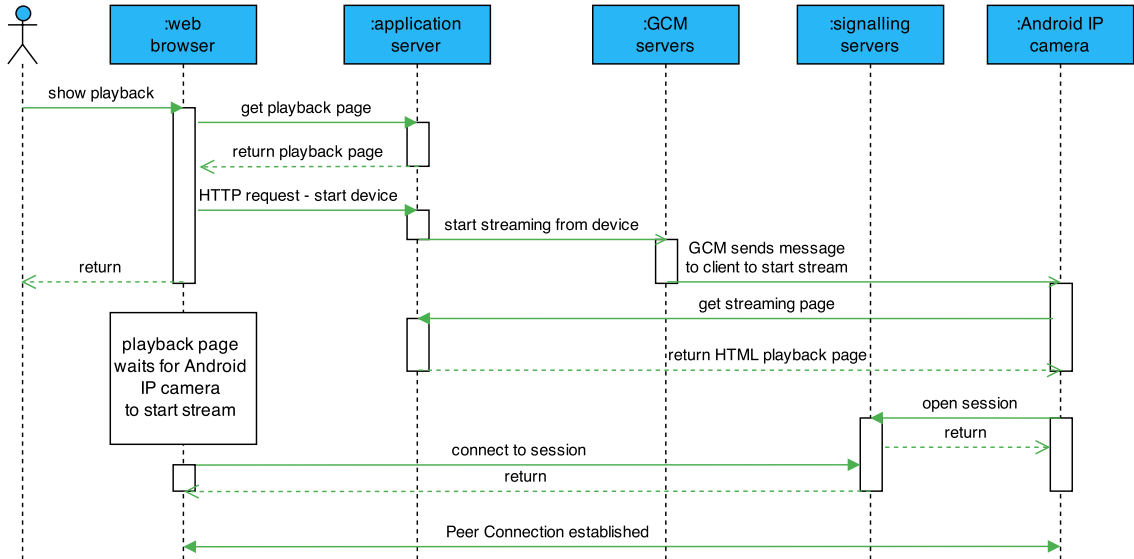 :web
browser
:application
server
:GCM
servers
:signalling
servers
:Android IP
camera
show playback
get playback page
return playback page
HTTP request - start device
start streaming from device
GCM sends message
to client to start stream
return
get streaming page
playback page
waits for Android
IP camera
to start stream
return HTML playback page
open session
return
connect to session
return
Peer Connection established